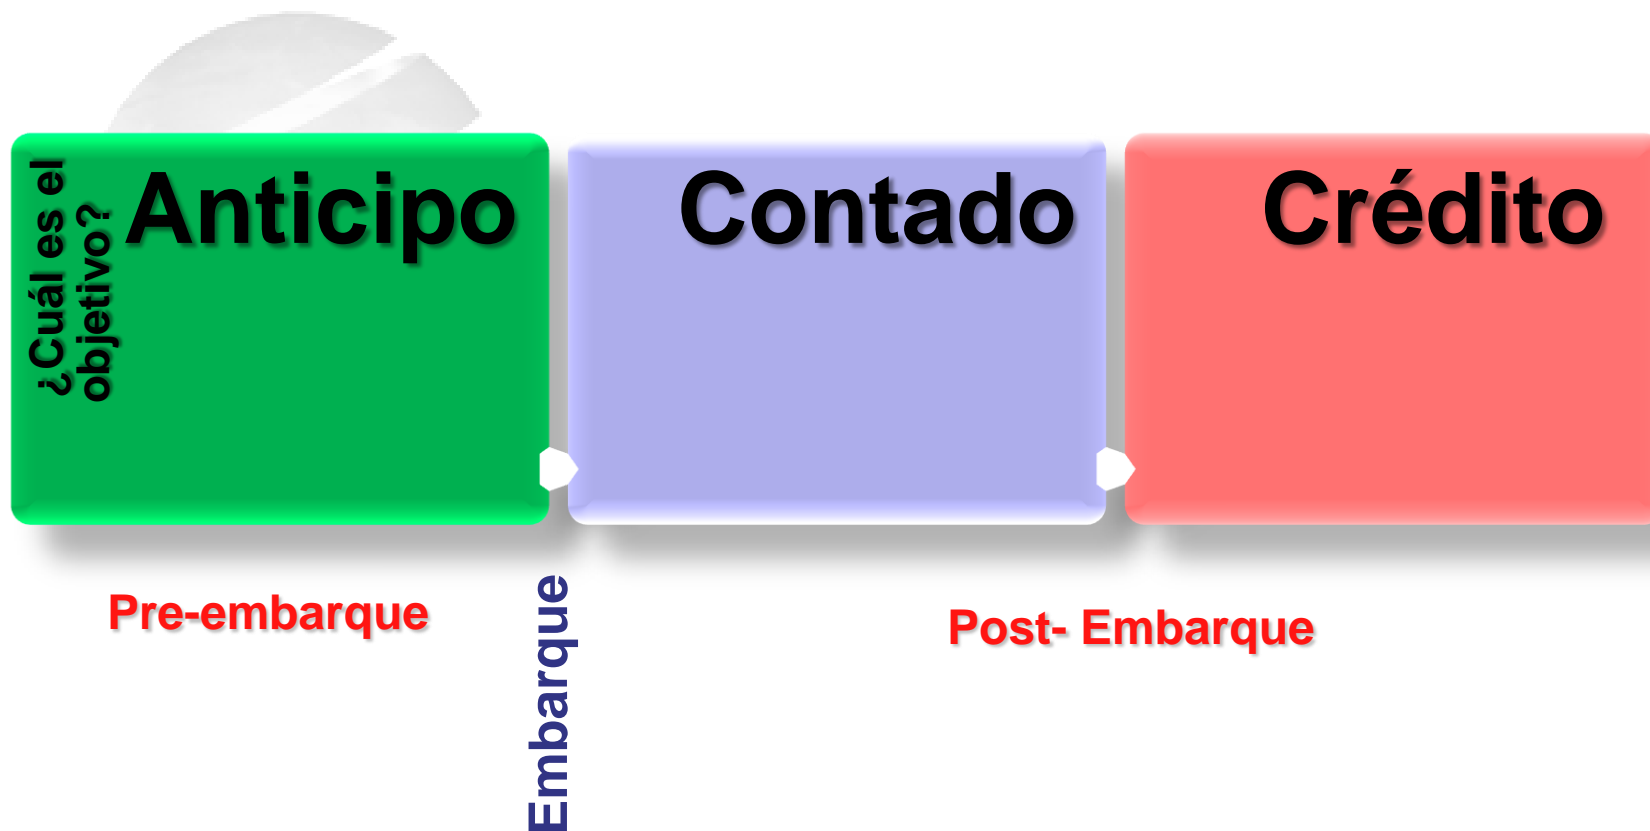 ¿Cuál es el
objetivo?
Anticipo
Contado
Crédito
Pre-embarque
Embarque
Post- Embarque